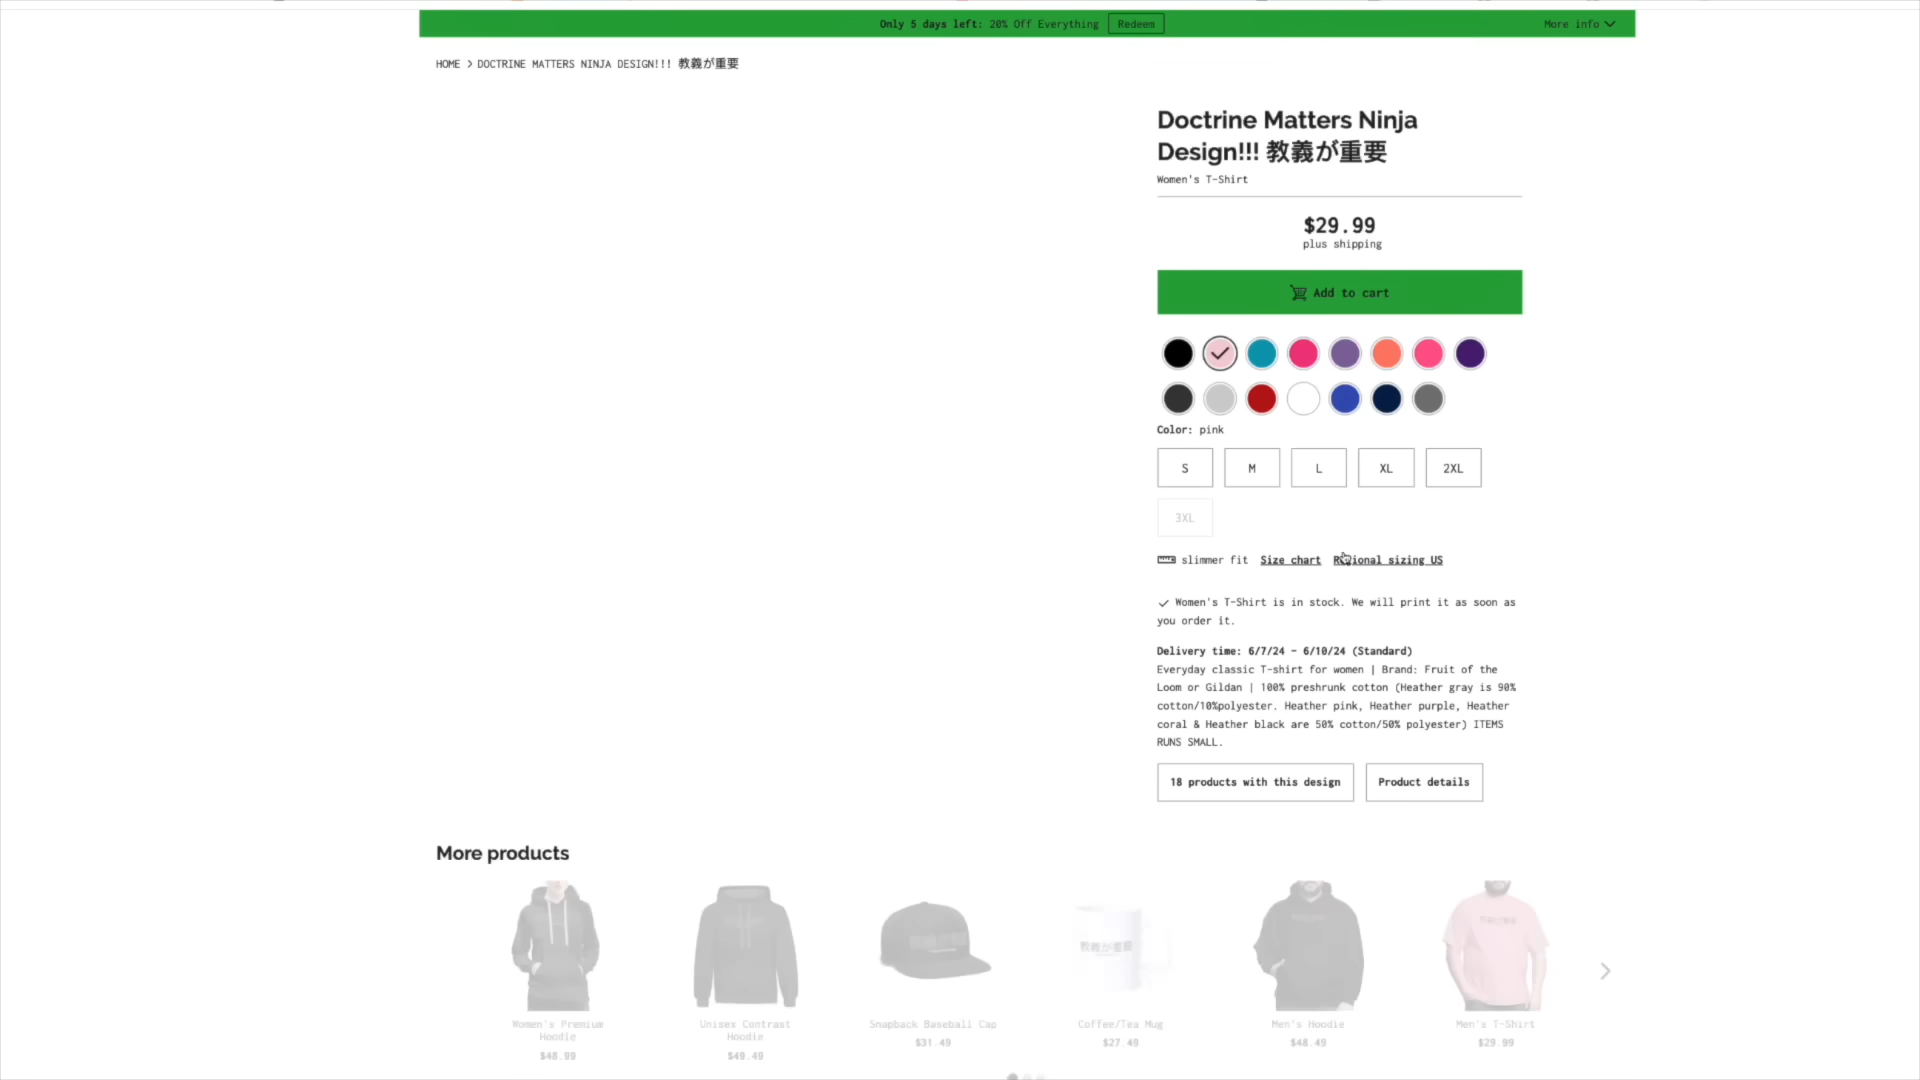 Only 5 days left: 20% Off Everything Redeem More info
HOME > DOCTRINE MATTERS NINJA DESIGN!!! 教義が重要
Doctrine Matters Ninja
Design!!! 教義が重要
Women's T-Shirt
$29.99
plus shipping
Add to cart
Color: pink
S M L XL 2XL
3XL
slimmer fit Size chart Regional sizing US
Women's T-Shirt is in stock. We will print it as soon as
you order it.
Delivery time: 6/7/24 - 6/10/24 (Standard)
Everyday classic T-shirt for women | Brand: Fruit of the
Loom or Gildan | 100% preshrunk cotton (Heather gray is 90%
cotton/10%polyester. Heather pink, Heather purple, Heather
coral & Heather black are 50% cotton/50% polyester) ITEMS
RUNS SMALL.
18 products with this design Product details
More products
教義が重要
Women's Premium Unisex Contrast Snapback Baseball Cap Coffee/Tea Mug Men's Hoodie Men's T-Shirt
Hoodie Hoodie $31.49 $27.49 $48.49 $29.99
$48.99 $49.49